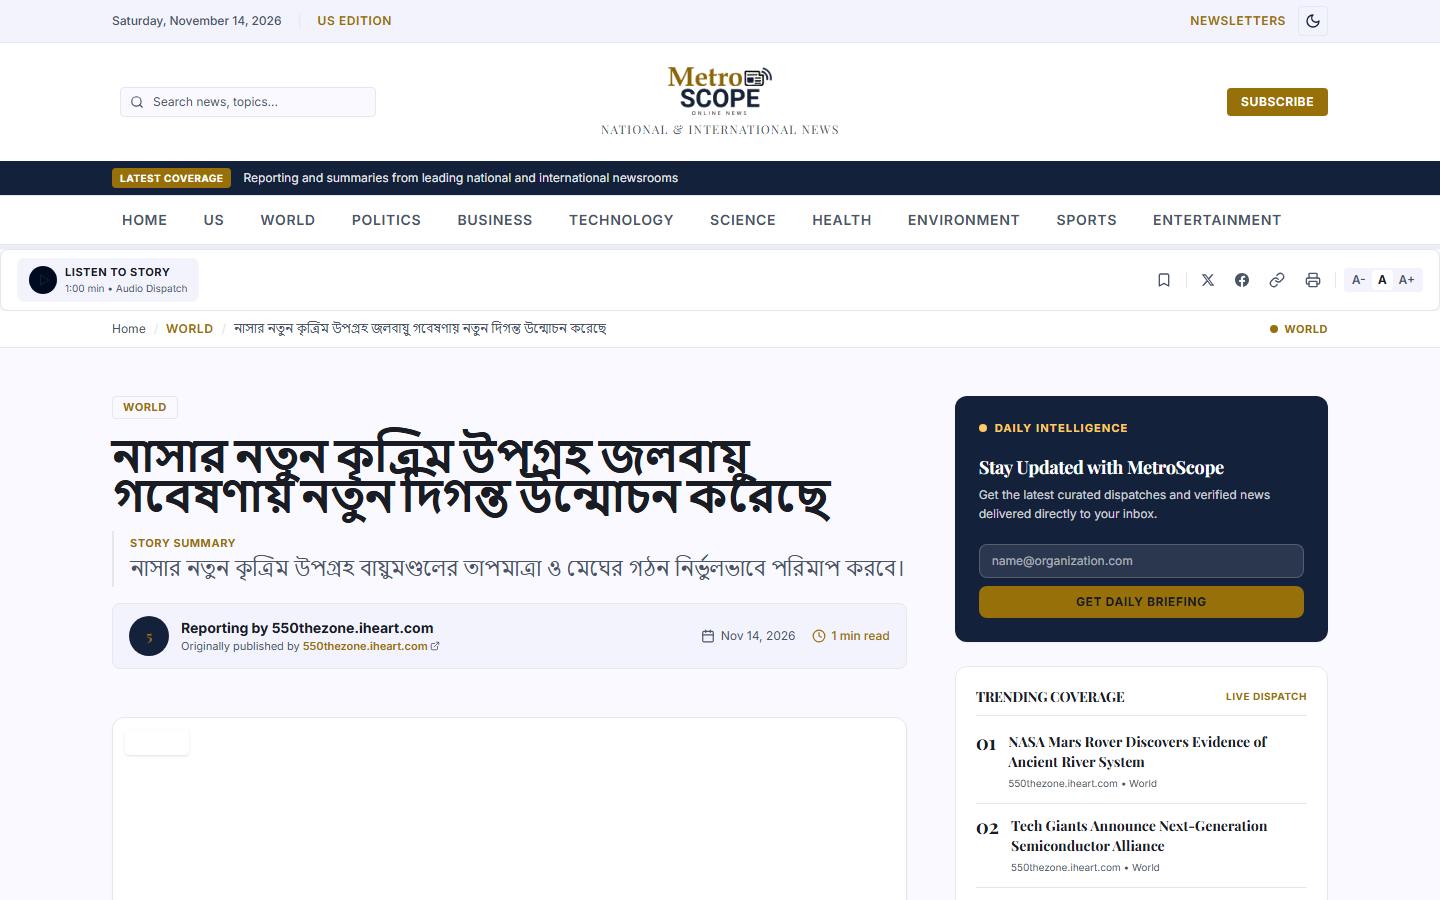 Saturday, November 14, 2026
US EDITION
NEWSLETTERS
Search news, topics...
Metro
SCOPE
ONLINE NEWS
NATIONAL & INTERNATIONAL NEWS
SUBSCRIBE
LATEST COVERAGE
Reporting and summaries from leading national and international newsrooms
HOME US WORLD POLITICS BUSINESS TECHNOLOGY SCIENCE HEALTH ENVIRONMENT SPORTS ENTERTAINMENT
LISTEN TO STORY
1:00 min • Audio Dispatch
A- A A+
Home / WORLD / নাসার নতুন কৃত্রিম উপগ্রহ জলবায়ু গবেষণায় নতুন দিগন্ত উন্মোচন করেছে
WORLD
WORLD
নাসার নতুন কৃত্রিম উপগ্রহ জলবায়ু
গবেষণায় নতুন দিগন্ত উন্মোচন করেছে
STORY SUMMARY
নাসার নতুন কৃত্রিম উপগ্রহ বায়ুমণ্ডলের তাপমাত্রা ও মেঘের গঠন নির্ভুলভাবে পরিমাপ করবে।
5
Reporting by 550thezone.iheart.com
Originally published by 550thezone.iheart.com
Nov 14, 2026
1 min read
DAILY INTELLIGENCE
Stay Updated with MetroScope
Get the latest curated dispatches and verified news
delivered directly to your inbox.
name@organization.com
GET DAILY BRIEFING
TRENDING COVERAGE
LIVE DISPATCH
01
NASA Mars Rover Discovers Evidence of
Ancient River System
550thezone.iheart.com • World
02
Tech Giants Announce Next-Generation
Semiconductor Alliance
550thezone.iheart.com • World